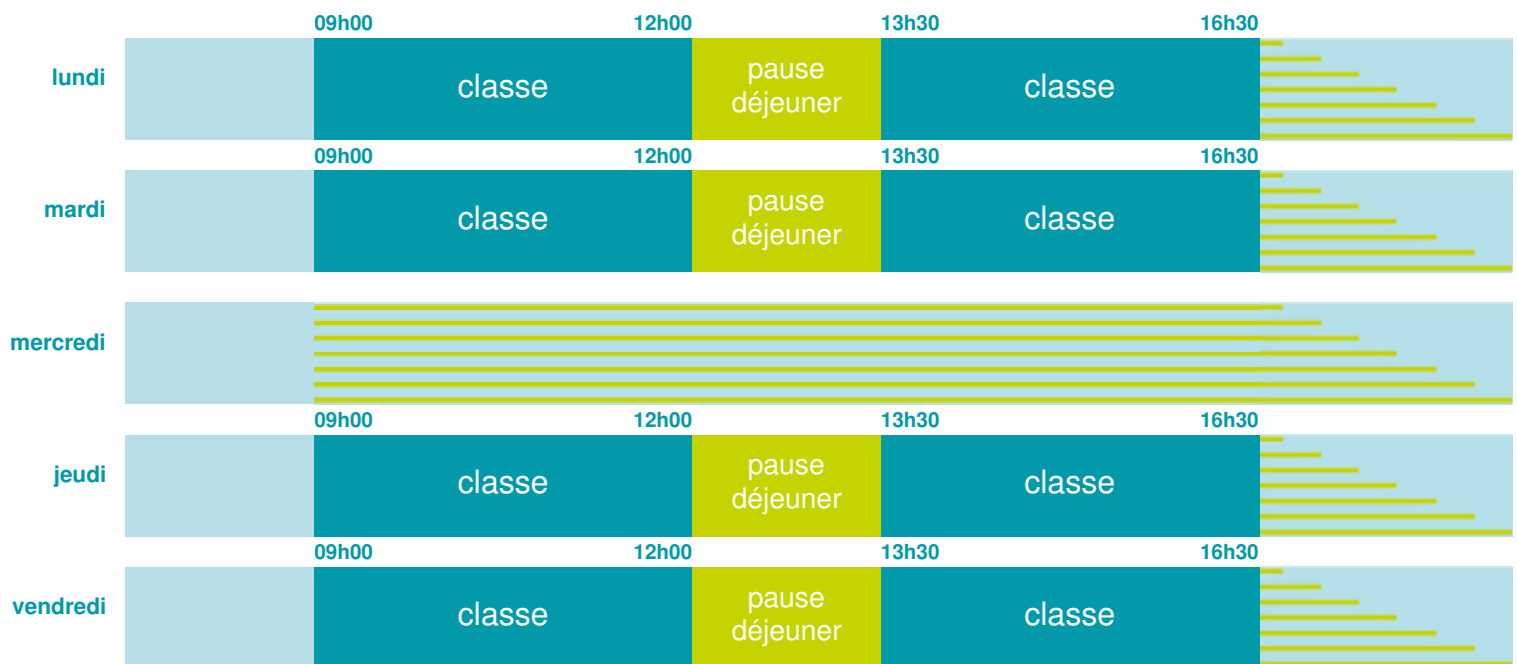 09h00 12h00 13h30 16h30
lundi
classe
pause
déjeuner
classe
09h00 12h00 13h30 16h30
mardi
classe
pause
déjeuner
classe
mercredi
09h00 12h00 13h30 16h30
jeudi
classe
pause
déjeuner
classe
09h00 12h00 13h30 16h30
vendredi
classe
pause
déjeuner
classe